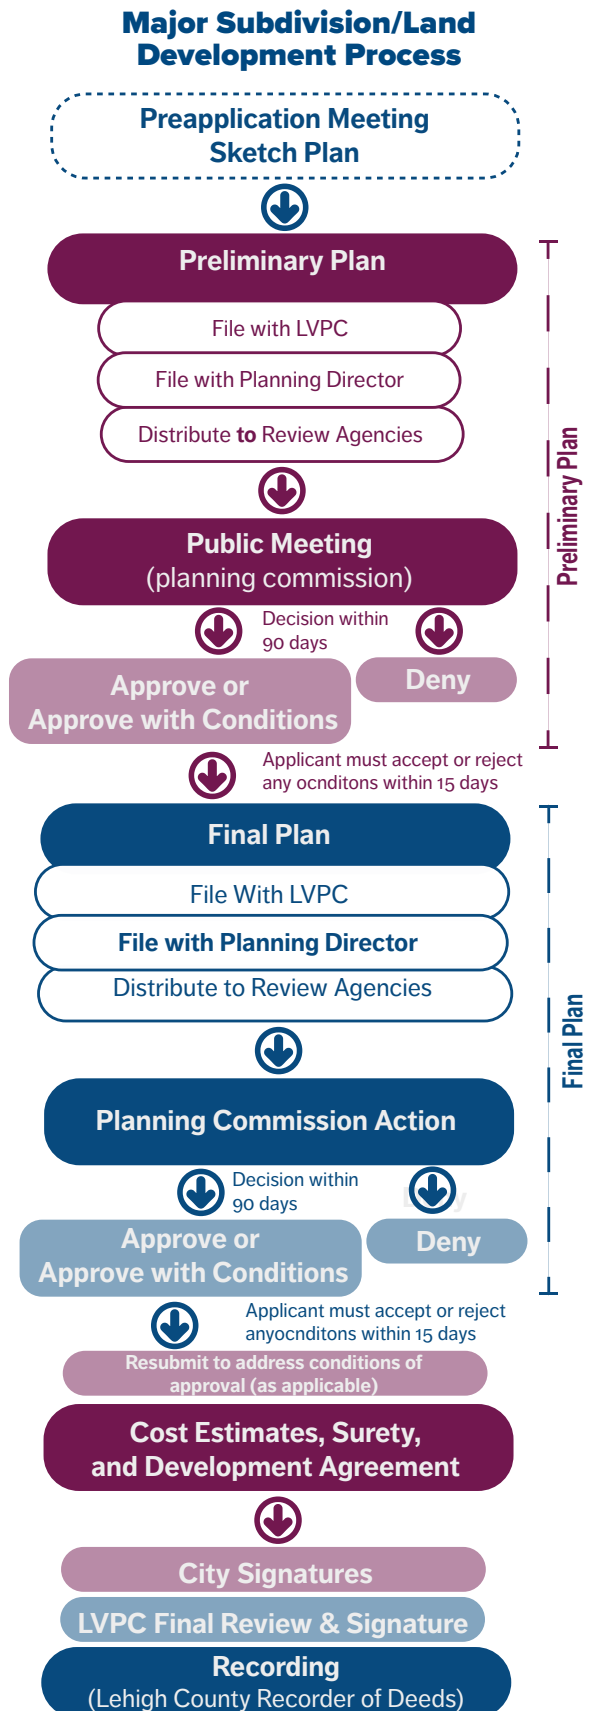 Major Subdivision/Land
Development Process
Preapplication Meeting
Sketch Plan
Preliminary Plan
File with LVPC
File with Planning Director
Distribute to Review Agencies
Preliminary Plan
Public Meeting
(planning commission)
Decision within
90 days
Approve or
Approve with Conditions
Deny
Applicant must accept or reject
any ocnditons within 15 days
Final Plan
File With LVPC
File with Planning Director
Distribute to Review Agencies
Final Plan
Planning Commission Action
Decision within
90 days
Deny
Approve or
Approve with Conditions
Deny
Applicant must accept or reject
anyocnditons within 15 days
Resubmit to address conditions of
approval (as applicable)
Cost Estimates, Surety,
and Development Agreement
City Signatures
LVPC Final Review & Signature
Recording
(Lehigh County Recorder of Deeds)